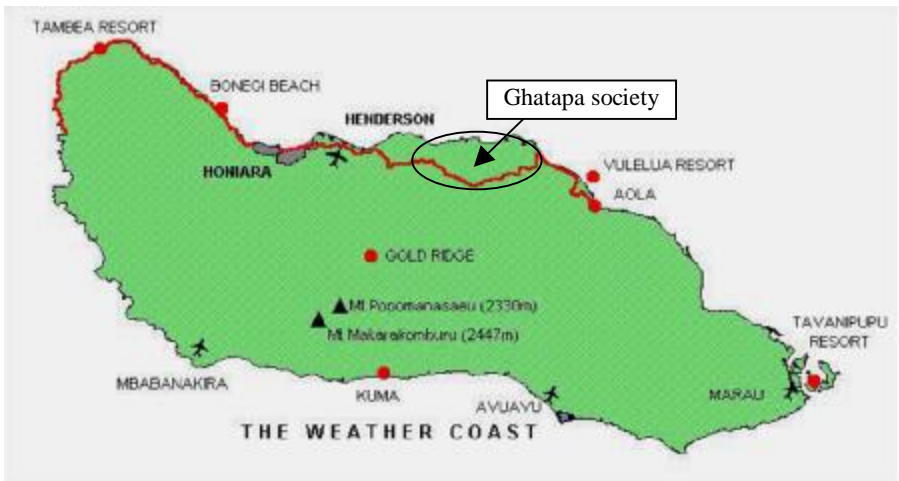 TAMBEA RESORT
BONEGI BEACH
Ghatapa society
HENDERSON
HONIARA
VULELUA RESORT
AOLA
GOLD RIDGE
Mt Popomanaseu (2330m)
Mt Makarakomburu (2447m)
TAVANIPUPU
RESORT
MBABANAKIRA
KUMA
AVUAVU
MARAU
THE WEATHER COAST